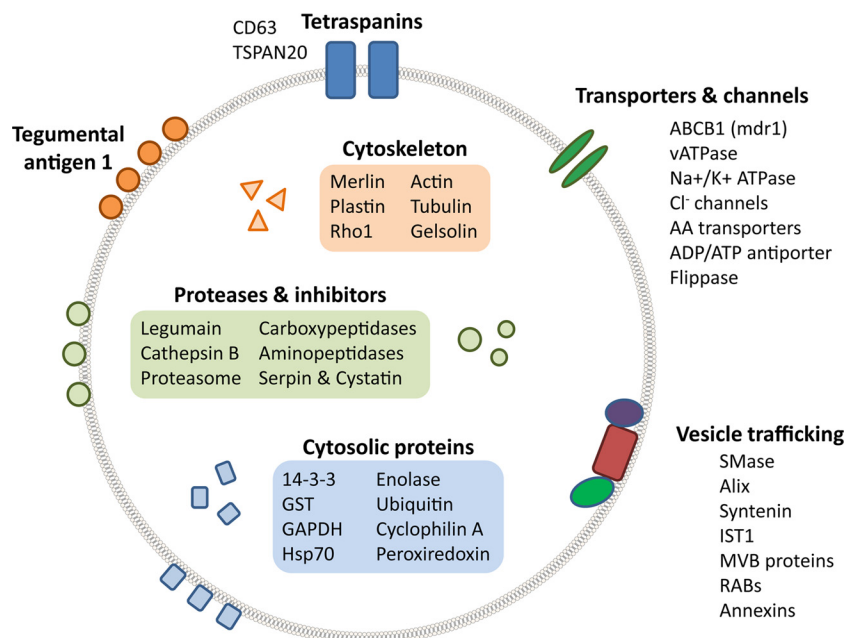 CD63
TSPAN20
Tetraspanins
Transporters & channels
ABCB1 (mdr1)
vATPase
Na+/K+ ATPase
Cl- channels
AA transporters
ADP/ATP antiporter
Flippase
Tegumental
antigen 1
Cytoskeleton
Merlin Actin
Plastin Tubulin
Rho1 Gelsolin
Proteases & inhibitors
Legumain Carboxypeptidases
Cathepsin B Aminopeptidases
Proteasome Serpin & Cystatin
Cytosolic proteins
14-3-3 Enolase
GST Ubiquitin
GAPDH Cyclophilin A
Hsp70 Peroxiredoxin
Vesicle trafficking
SMase
Alix
Syntenin
IST1
MVB proteins
RABs
Annexins